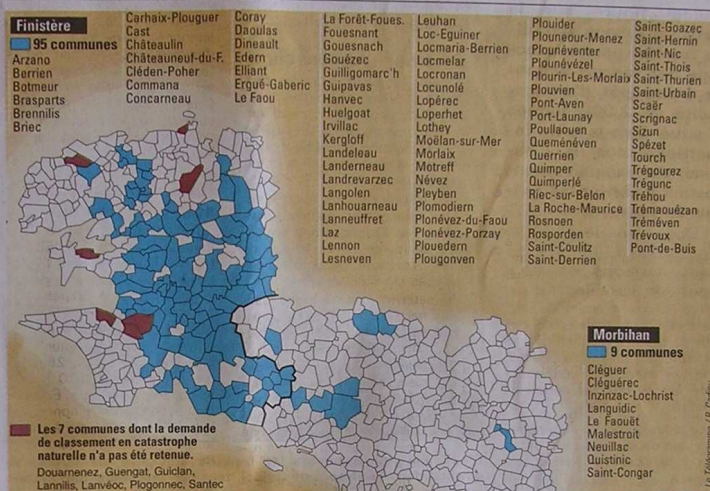 Finistère
95 communes
Arzano
Berrien
Botmeur
Brasparts
Brennilis
Briec
Carhaix-Plouguer
Cast
Châteaulin
Châteauneuf-du-F.
Cléden-Poher
Commana
Concarneau
Coray
Daoulas
Dineault
Edern
Elliant
Ergué-Gaberic
Le Faou
La Forêt-Foues.
Fouesnant
Gouesnach
Gouézec
Guilligomarc'h
Guipavas
Hanvec
Huelgoat
Irvillac
Kergloff
Landeleau
Landerneau
Landrevarzec
Langolen
Lanhouarneau
Lanneuffret
Laz
Lennon
Lesneven
Leuhan
Loc-Eguiner
Locmaria-Berrien
Locmelar
Locronan
Locunolé
Lopérec
Loperhet
Lothey
Moëlan-sur-Mer
Morlaix
Motreff
Névez
Pleyben
Plomodiern
Plonévez-du-Faou
Plonévez-Porzay
Plouedern
Plougonven
Plouider
Plouneour-Menez
Plounéventer
Plounévézel
Plourin-Les-Morlaix
Plouvien
Pont-Aven
Port-Launay
Poullaouen
Queménéven
Querrien
Quimper
Quimperlé
Riec-sur-Belon
La Roche-Maurice
Rosnoen
Rosporden
Saint-Coulitz
Saint-Derrien
Saint-Goazec
Saint-Hernin
Saint-Nic
Saint-Thois
Saint-Thurien
Saint-Urbain
Scaër
Scrignac
Sizun
Spézet
Tourch
Trégourez
Trégunc
Tréhou
Trémaouézan
Tréméven
Trévoux
Pont-de-Buis
Morbihan
9 communes
Cléguer
Cléguérec
Inzinzac-Lochrist
Languidic
Le Faouët
Malestroit
Neuillac
Quistinic
Saint-Congar
Les 7 communes dont la demande
de classement en catastrophe
naturelle n'a pas été retenue.
Douarnenez, Guengat, Guiclan,
Lannilis, Lanvéoc, Plogonnec, Santec